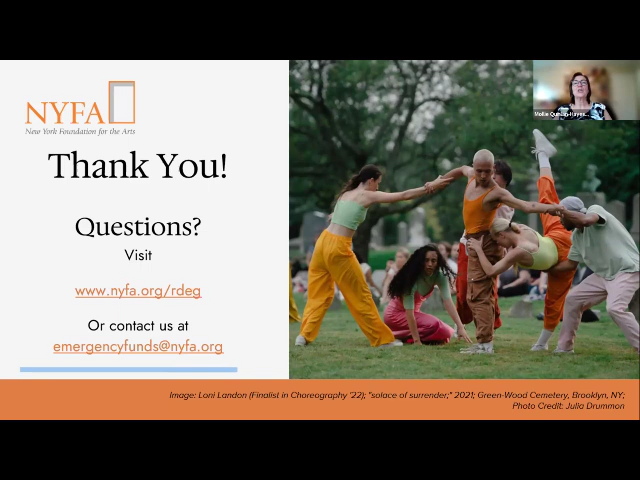 NYFA
New York Foundation for the Arts
Thank You!
Questions?
Visit
www.nyfa.org/rdeg
Or contact us at
emergencyfunds@nyfa.org
Image: Loni Landon (Finalist in Choreography '22); "solace of surrender;" 2021; Green-Wood Cemetery, Brooklyn, NY;
Photo Credit: Julia Drummon
Mollie